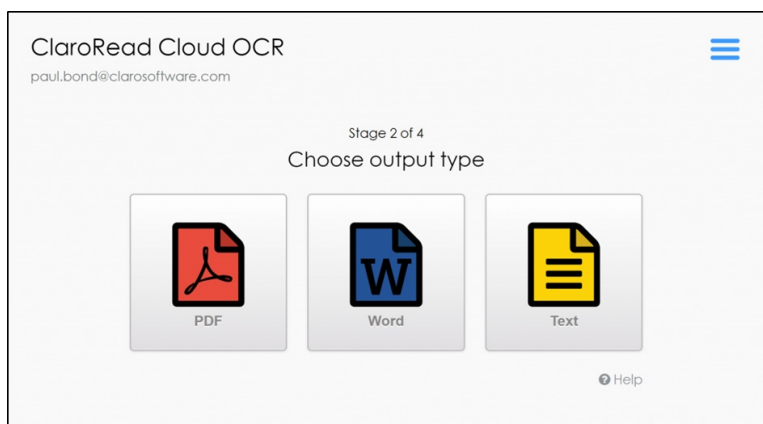 ClaroRead Cloud OCR
paul.bond@clarosoftware.com
Stage 2 of 4
Choose output type
W
PDF
Word
Text
Help